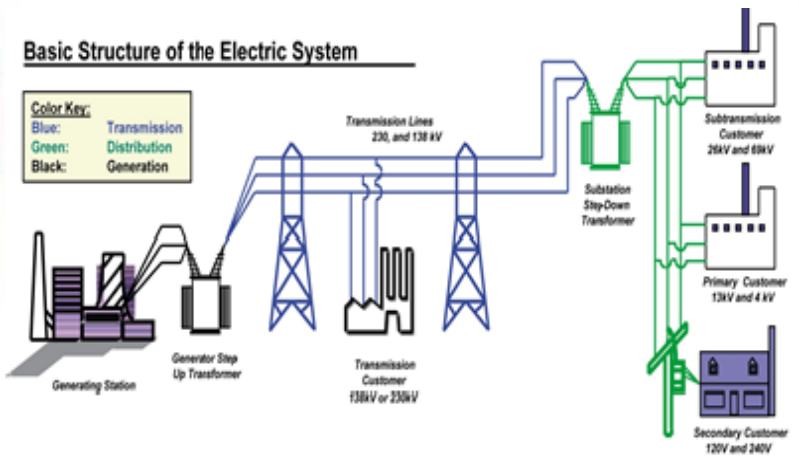 Basic Structure of the Electric System
Color Key:
Blue: Transmission
Green: Distribution
Black: Generation
Transmission Lines
230, and 138 kV
Subtransmission
Customer
26kV and 69kV
Substation
Step-Down
Transformer
Primary Customer
13kV and 4 kV
Generating Station
Generator Step
Up Transformer
Transmission
Customer
138kV or 230kV
Secondary Customer
120V and 240V